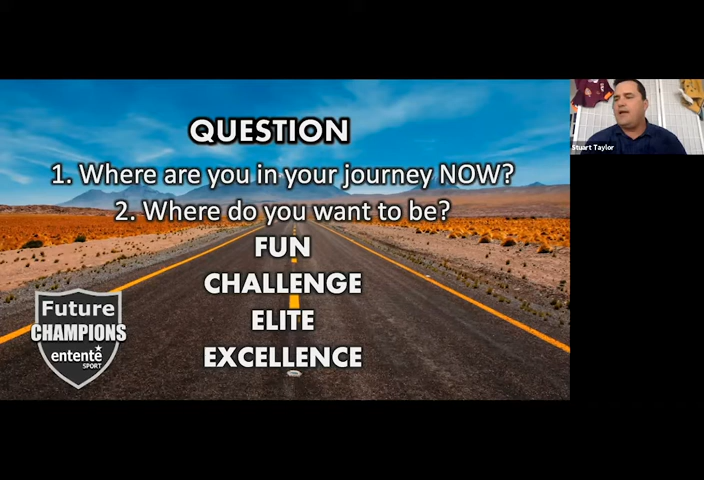 QUESTION
1. Where are you in your journey NOW?
2. Where do you want to be?
FUN
CHALLENGE
ELITE
EXCELLENCE
Future
CHAMPIONS
entente
SPORT
Stuart Taylor